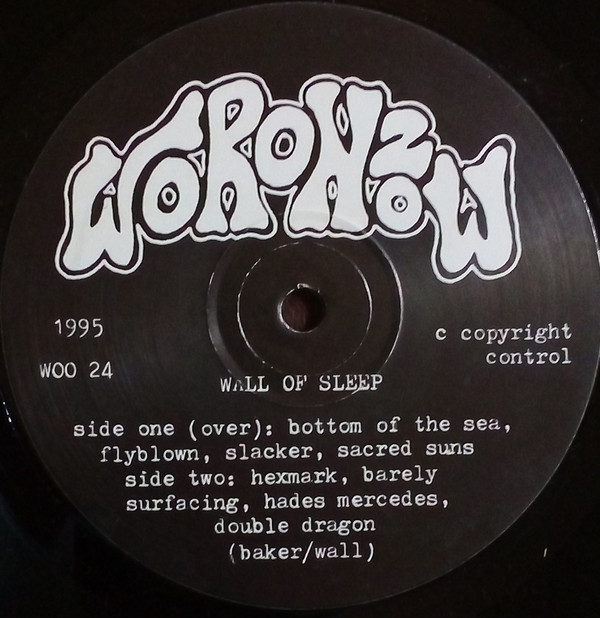 WORONZOW
1995
c copyright
control
WOO 24
WALL OF SLEEP
side one (over): bottom of the sea,
flyblown, slacker, sacred suns
side two: hexmark, barely
surfacing, hades mercedes,
double dragon
(baker/wall)